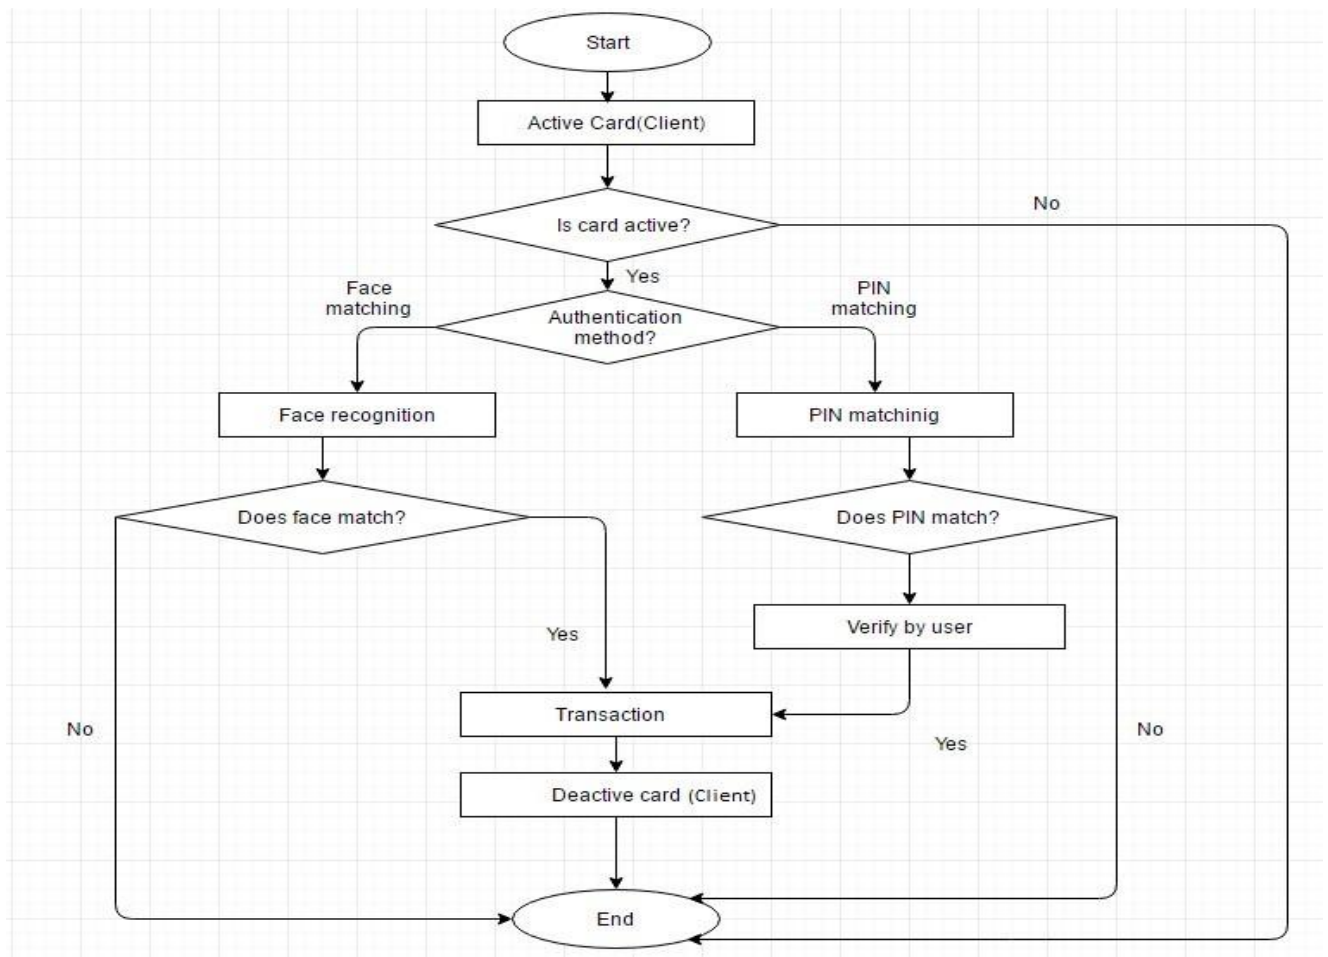 Start
Active Card(Client)
Is card active?
No
Yes
Face
matching
PIN
matching
Authentication
method?
Face recognition
PIN matchinig
Does face match?
Does PIN match?
Verify by user
Yes
Transaction
No
Yes
No
Deactive card (Client)
End